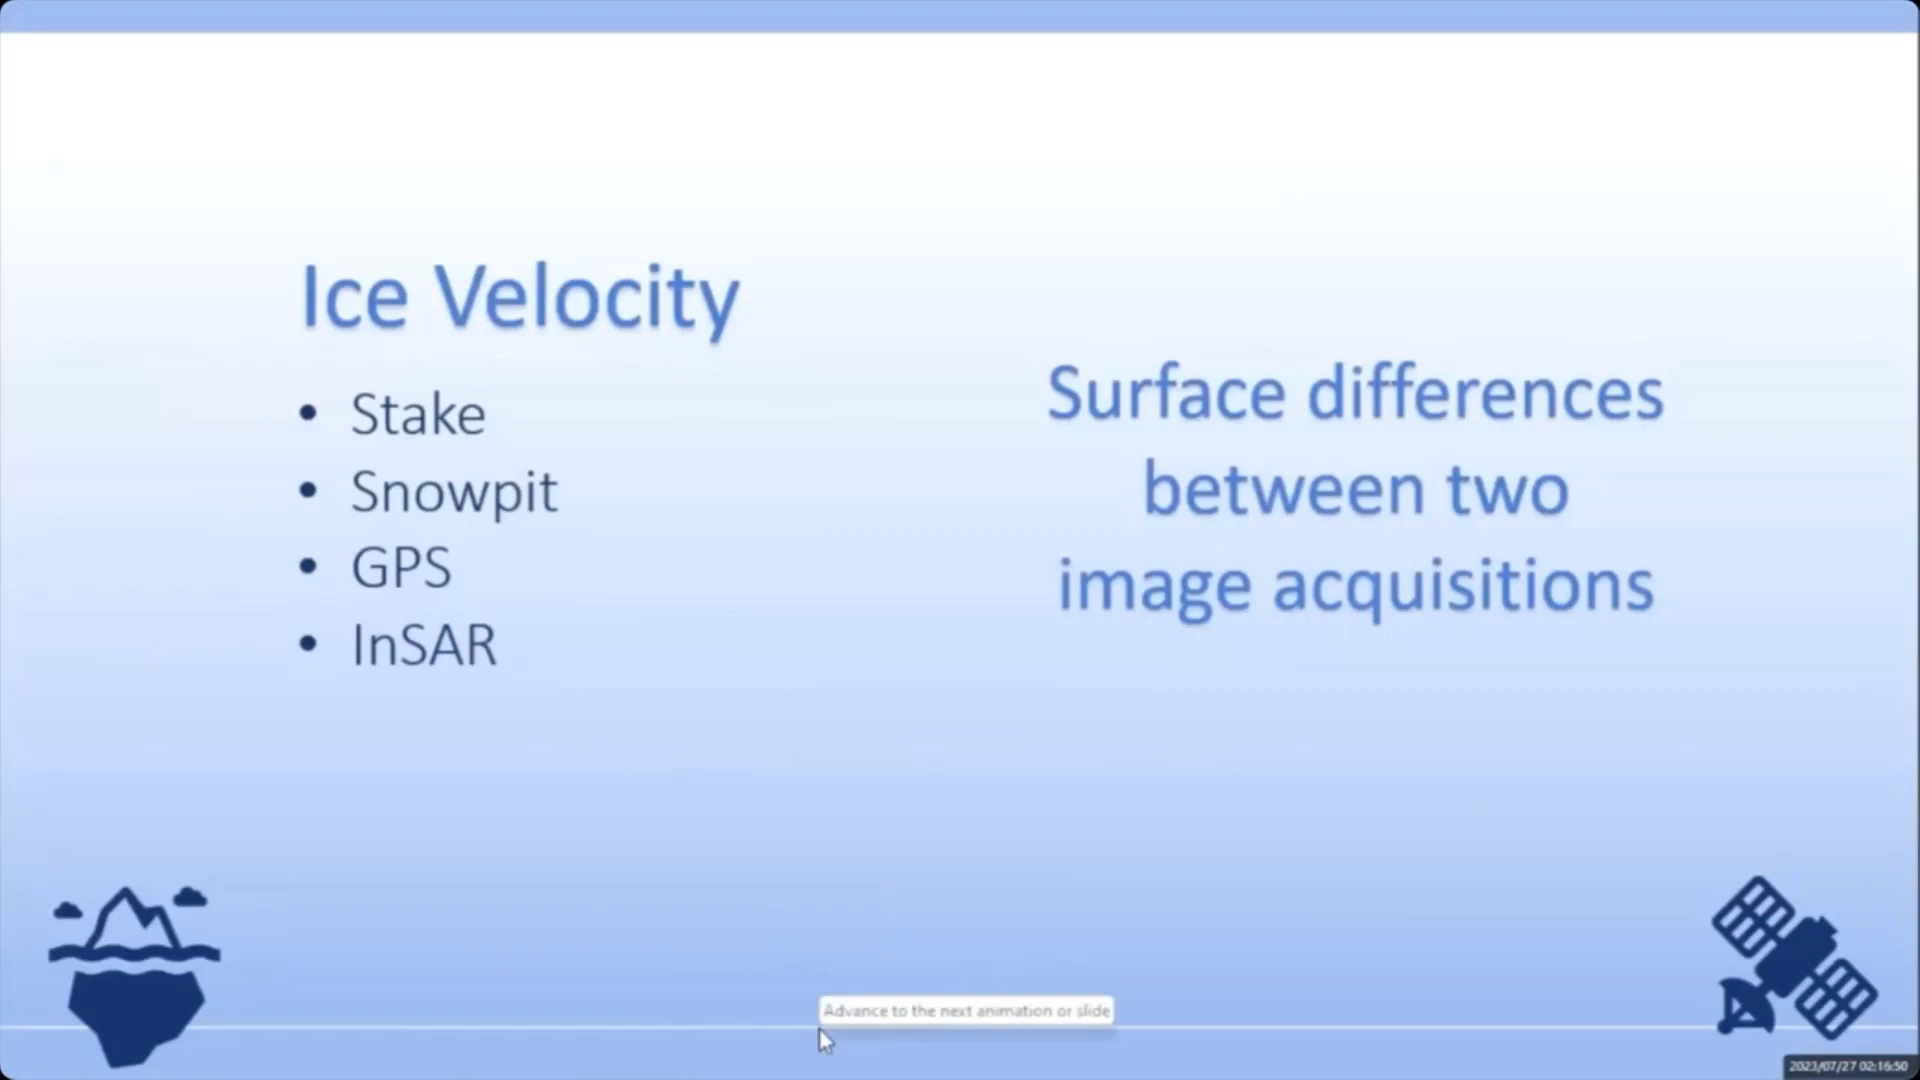 Ice Velocity
• Stake
• Snowpit
• GPS
• InSAR
Surface differences
between two
image acquisitions
Advance to the next animation or slide
2023/07/27 02:16:50